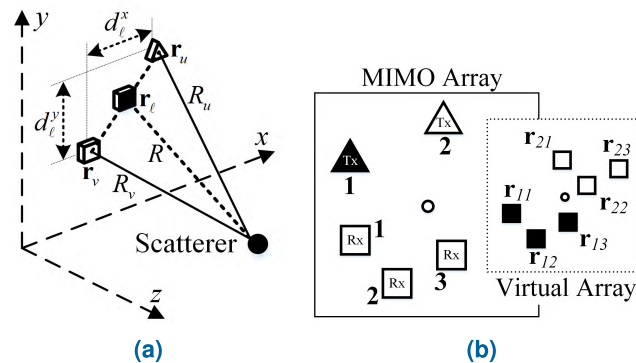 y
d_ℓ^x
r_u
MIMO Array
r_ℓ
R_u
Tx
Tx
2
r_21
r_23
d_ℓ^y
x
1
r_22
r_v
R
R_v
r_11
1
Rx
r_13
Scatterer
Rx
3
r_12
2
Rx
Virtual Array
z
(a)
(b)